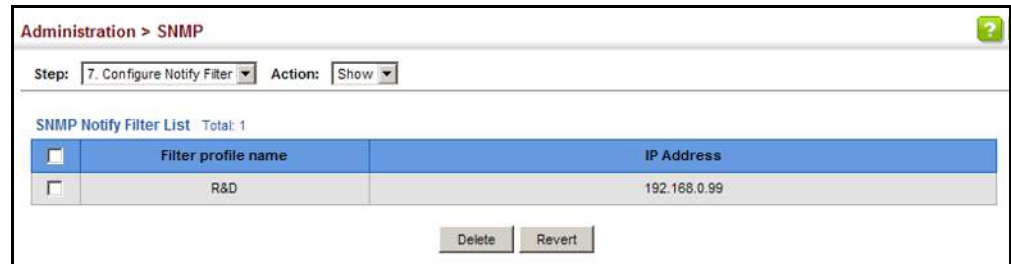 Administration > SNMP
?
Step: 7. Configure Notify Filter Action: Show
SNMP Notify Filter List Total: 1
Filter profile name IP Address
R&D 192.168.0.99
Delete Revert